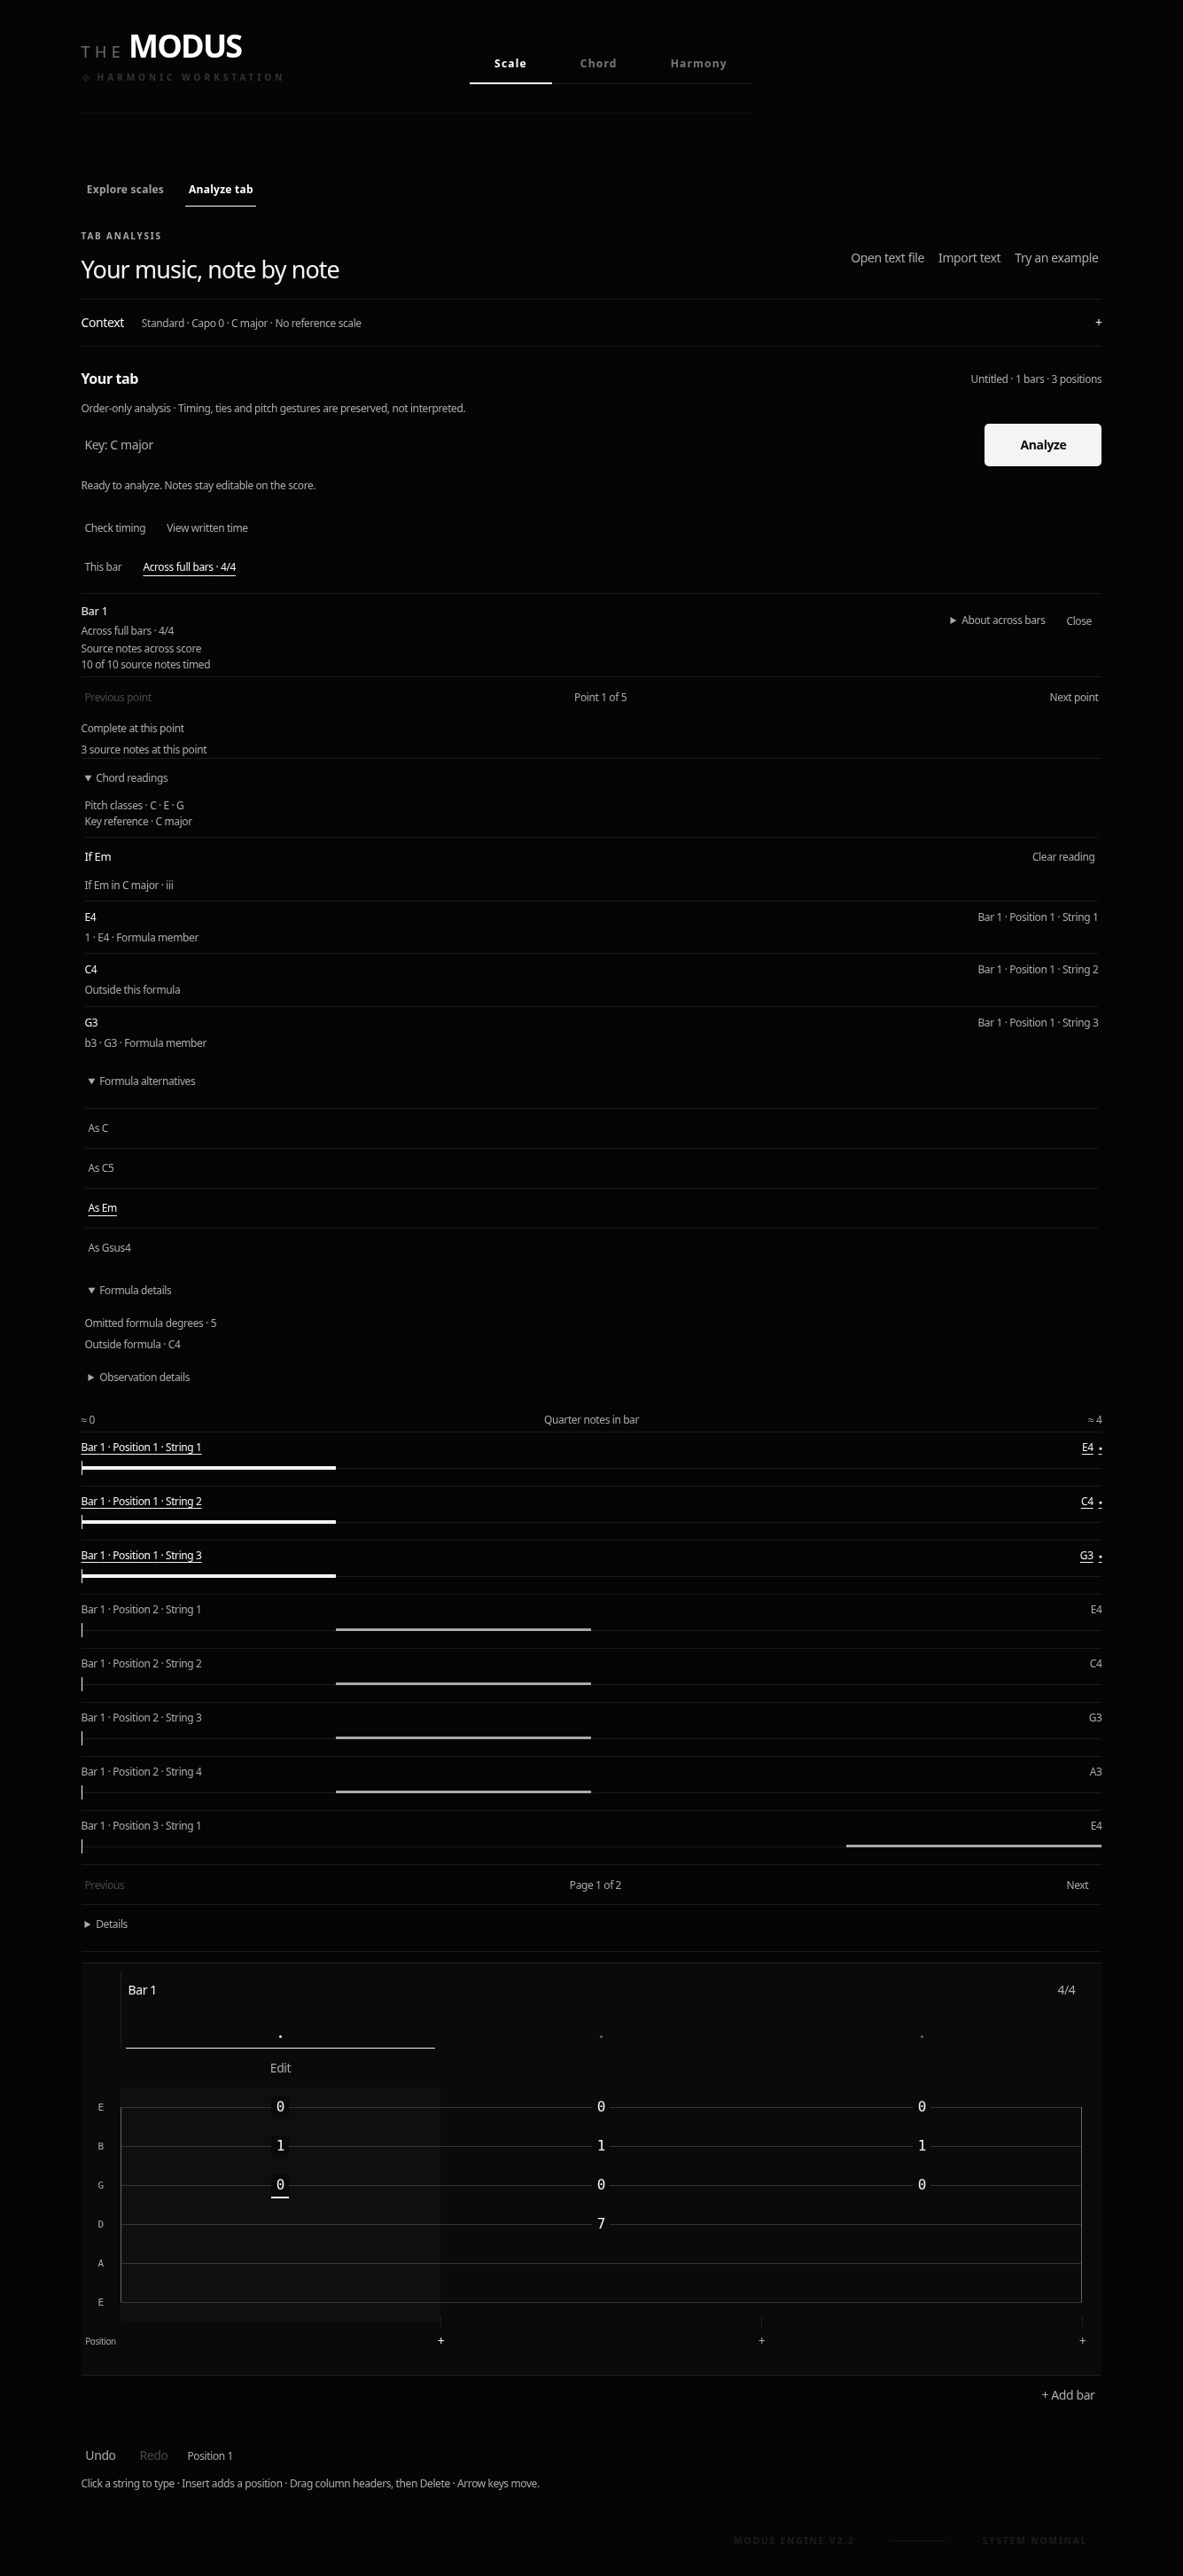 THE MODUS
HARMONIC WORKSTATION
Scale Chord Harmony
Explore scales Analyze tab
TAB ANALYSIS
Your music, note by note
Open text file Import text Try an example
Context Standard · Capo 0 · C major · No reference scale +
Your tab
Untitled · 1 bars · 3 positions
Order-only analysis · Timing, ties and pitch gestures are preserved, not interpreted.
Key: C major
Analyze
Ready to analyze. Notes stay editable on the score.
Check timing View written time
This bar Across full bars · 4/4
Bar 1
Across full bars · 4/4
▶ About across bars Close
Source notes across score
10 of 10 source notes timed
Previous point Point 1 of 5 Next point
Complete at this point
3 source notes at this point
▼ Chord readings
Pitch classes · C · E · G
Key reference · C major
If Em Clear reading
If Em in C major · iii
E4 Bar 1 · Position 1 · String 1
1 · E4 · Formula member
C4 Bar 1 · Position 1 · String 2
Outside this formula
G3 Bar 1 · Position 1 · String 3
b3 · G3 · Formula member
▼ Formula alternatives
As C
As C5
As Em
As Gsus4
▼ Formula details
Omitted formula degrees · 5
Outside formula · C4
▶ Observation details
≈ 0 Quarter notes in bar ≈ 4
Bar 1 · Position 1 · String 1 E4 •
Bar 1 · Position 1 · String 2 C4 •
Bar 1 · Position 1 · String 3 G3 •
Bar 1 · Position 2 · String 1 E4
Bar 1 · Position 2 · String 2 C4
Bar 1 · Position 2 · String 3 G3
Bar 1 · Position 2 · String 4 A3
Bar 1 · Position 3 · String 1 E4
Previous Page 1 of 2 Next
▶ Details
Bar 1 4/4
Edit
E 0 0 0
B 1 1 1
G 0 0 0
D 7
A
E
Position + + +
+ Add bar
Undo Redo Position 1
Click a string to type · Insert adds a position · Drag column headers, then Delete · Arrow keys move.
MODUS ENGINE V2.2 SYSTEM NOMINAL